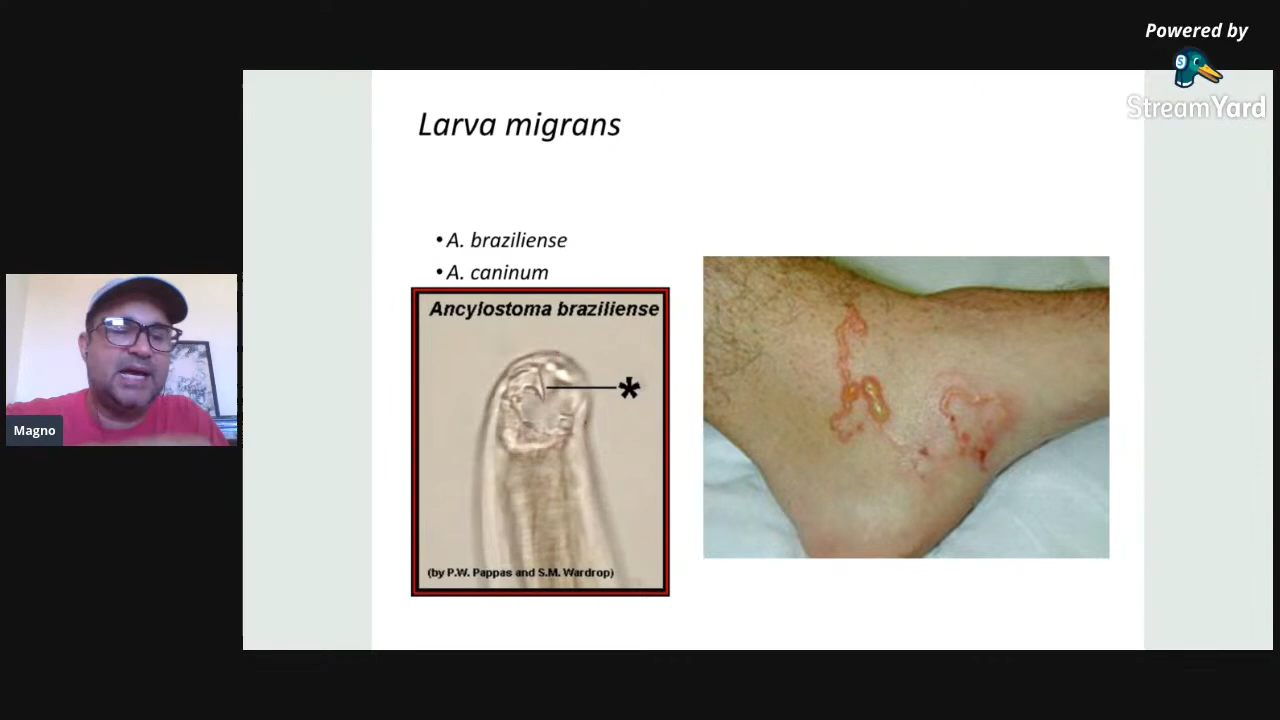 Powered by
StreamYard
Larva migrans
• A. braziliense
• A. caninum
Ancylostoma braziliense
*
(by P.W. Pappas and S.M. Wardrop)
Magno